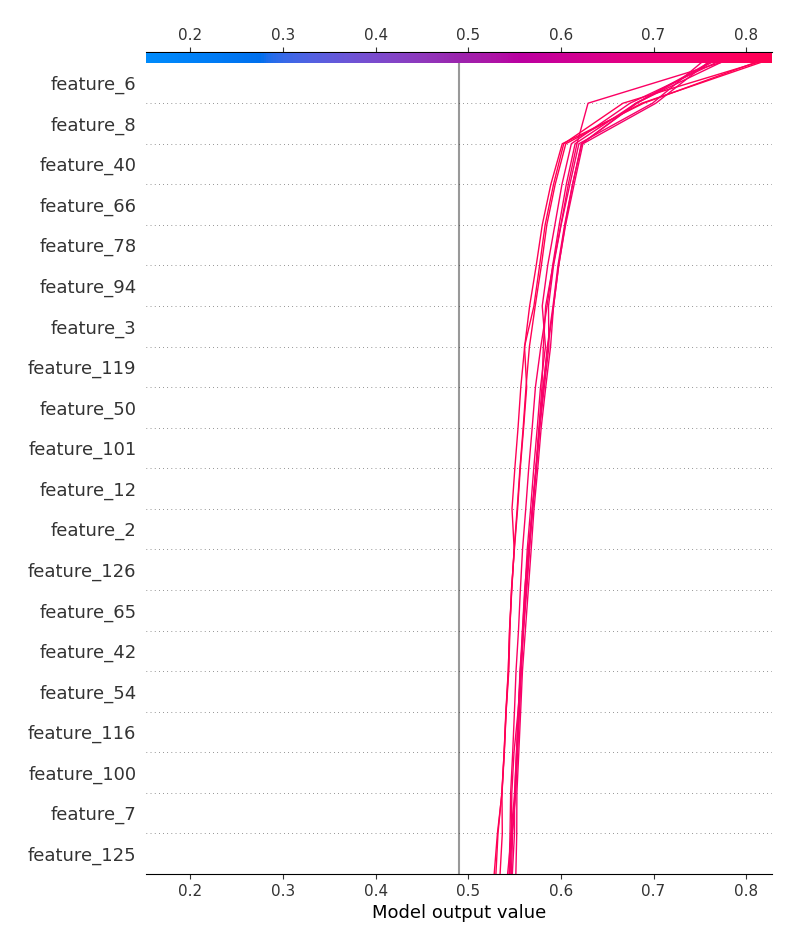 0.2 0.3 0.4 0.5 0.6 0.7 0.8
feature_6
feature_8
feature_40
feature_66
feature_78
feature_94
feature_3
feature_119
feature_50
feature_101
feature_12
feature_2
feature_126
feature_65
feature_42
feature_54
feature_116
feature_100
feature_7
feature_125
0.2 0.3 0.4 0.5 0.6 0.7 0.8
Model output value